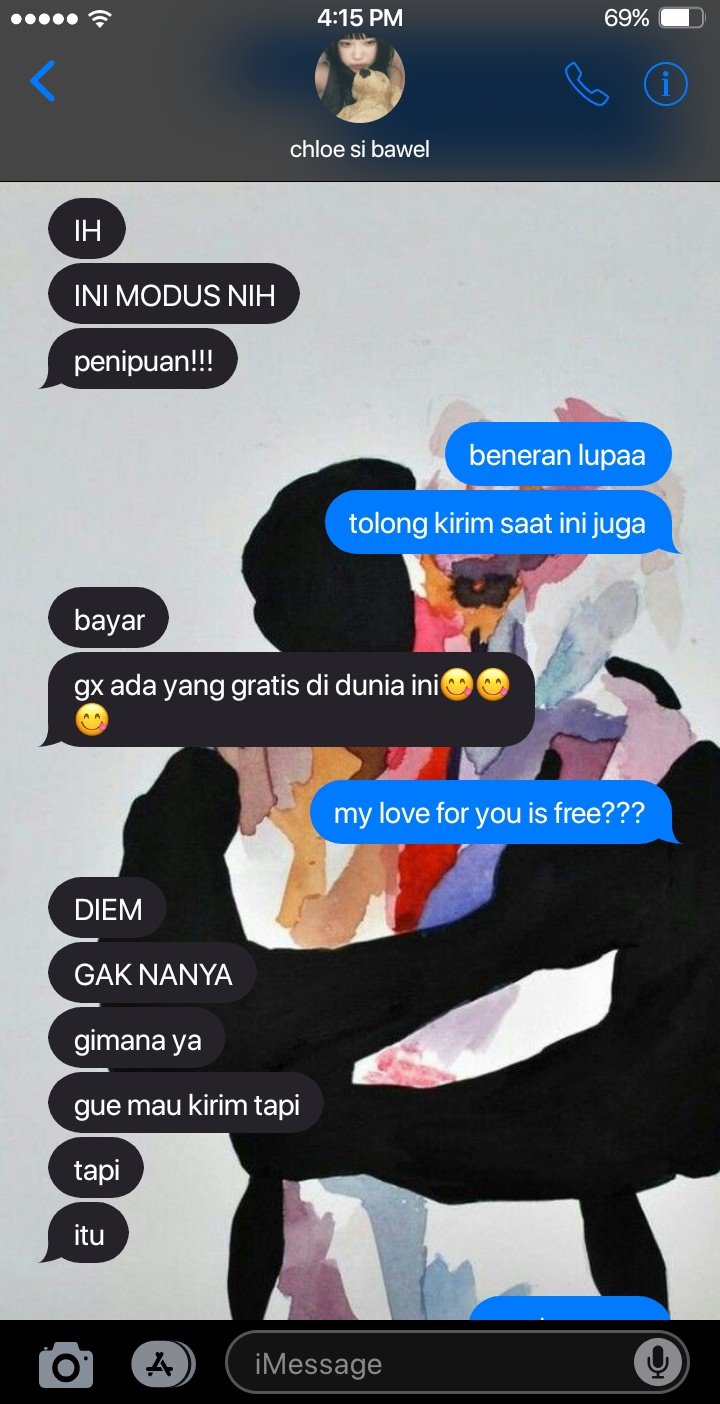 4:15 PM
69%
chloe si bawel
IH
INI MODUS NIH
penipuan!!!
beneran lupaa
tolong kirim saat ini juga
bayar
gx ada yang gratis di dunia ini😋😋
😋
my love for you is free???
DIEM
GAK NANYA
gimana ya
gue mau kirim tapi
tapi
itu
iMessage